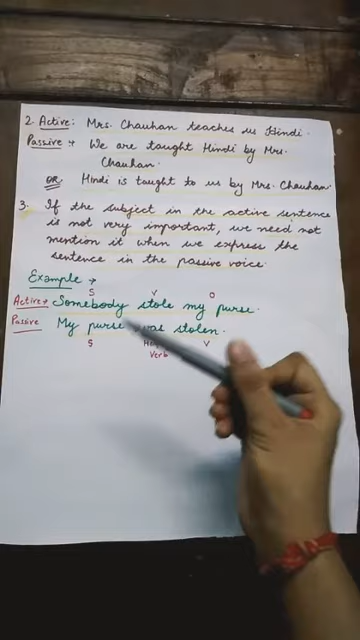 2. Active: Mrs. Chauhan teaches us Hindi.
Passive → We are taught Hindi by Mrs.
Chauhan.
OR Hindi is taught to us by Mrs. Chauhan.
3. If the subject in the active sentence
is not very important, we need not
mention it when we express the
sentence in the passive voice.
Example →
S V O
Active → Somebody stole my purse.
Passive My purse was stolen.
S V
Verb